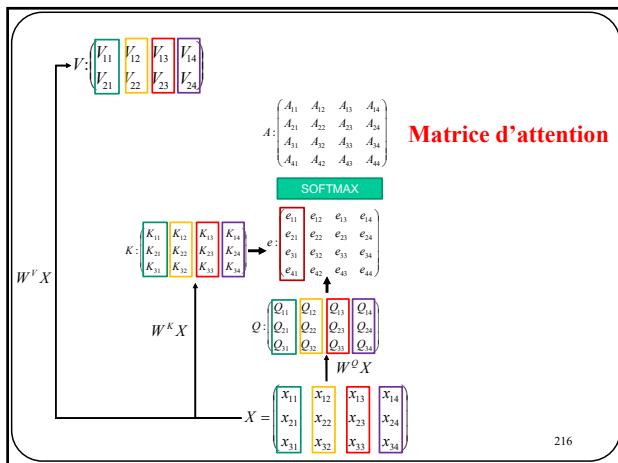 V: ( V₁₁ V₁₂ V₁₃ V₁₄
V₂₁ V₂₂ V₂₃ V₂₄ )
A: ( A₁₁ A₁₂ A₁₃ A₁₄
A₂₁ A₂₂ A₂₃ A₂₄
A₃₁ A₃₂ A₃₃ A₃₄
A₄₁ A₄₂ A₄₃ A₄₄ )
Matrice d'attention
SOFTMAX
K: ( K₁₁ K₁₂ K₁₃ K₁₄
K₂₁ K₂₂ K₂₃ K₂₄
K₃₁ K₃₂ K₃₃ K₃₄ )
e: ( e₁₁ e₁₂ e₁₃ e₁₄
e₂₁ e₂₂ e₂₃ e₂₄
e₃₁ e₃₂ e₃₃ e₃₄
e₄₁ e₄₂ e₄₃ e₄₄ )
W^V X
W^K X
Q: ( Q₁₁ Q₁₂ Q₁₃ Q₁₄
Q₂₁ Q₂₂ Q₂₃ Q₂₄
Q₃₁ Q₃₂ Q₃₃ Q₃₄ )
W^Q X
X = ( x₁₁ x₁₂ x₁₃ x₁₄
x₂₁ x₂₂ x₂₃ x₂₄
x₃₁ x₃₂ x₃₃ x₃₄ )
216